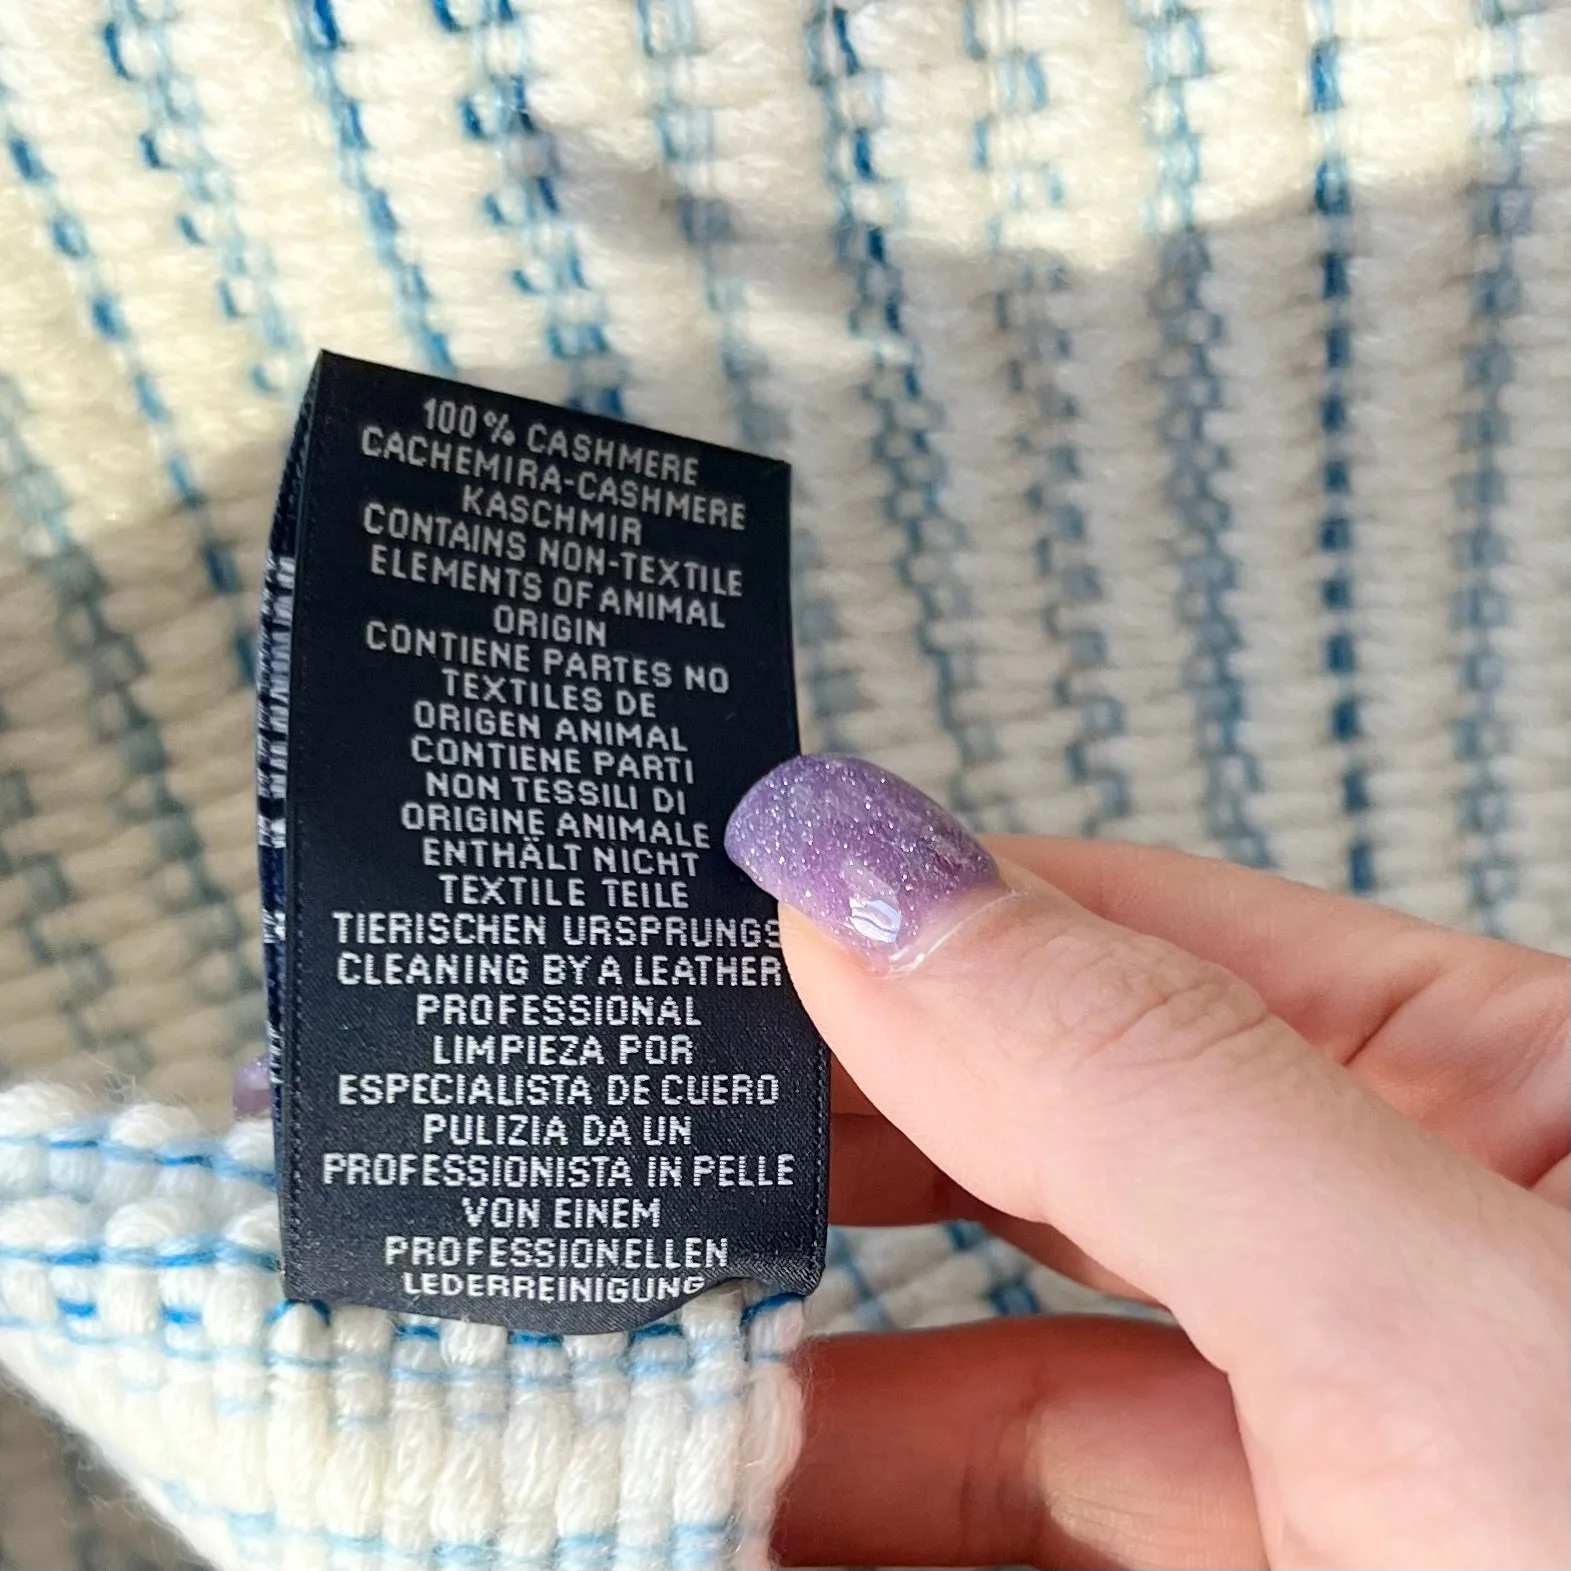 100 % CASHMERE
CACHEMIRA-CASHMERE
KASCHMIR
CONTAINS NON-TEXTILE
ELEMENTS OF ANIMAL
ORIGIN
CONTIENE PARTES NO
TEXTILES DE
ORIGEN ANIMAL
CONTIENE PARTI
NON TESSILI DI
ORIGINE ANIMALE
ENTHÄLT NICHT
TEXTILE TEILE
TIERISCHEN URSPRUNGS
CLEANING BY A LEATHER
PROFESSIONAL
LIMPIEZA POR
ESPECIALISTA DE CUERO
PULIZIA DA UN
PROFESSIONISTA IN PELLE
VON EINEM
PROFESSIONELLEN
LEDERREINIGUNG